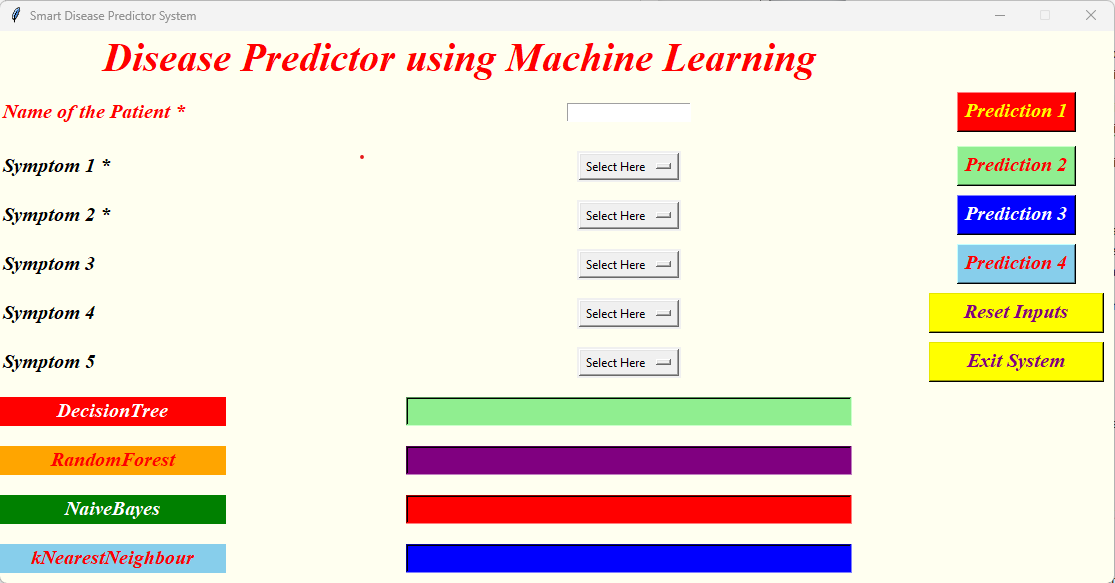 Smart Disease Predictor System
Disease Predictor using Machine Learning
Name of the Patient *
Prediction 1
Symptom 1 *
Select Here
Prediction 2
Symptom 2 *
Select Here
Prediction 3
Symptom 3
Select Here
Prediction 4
Symptom 4
Select Here
Reset Inputs
Symptom 5
Select Here
Exit System
DecisionTree
RandomForest
NaiveBayes
kNearestNeighbour